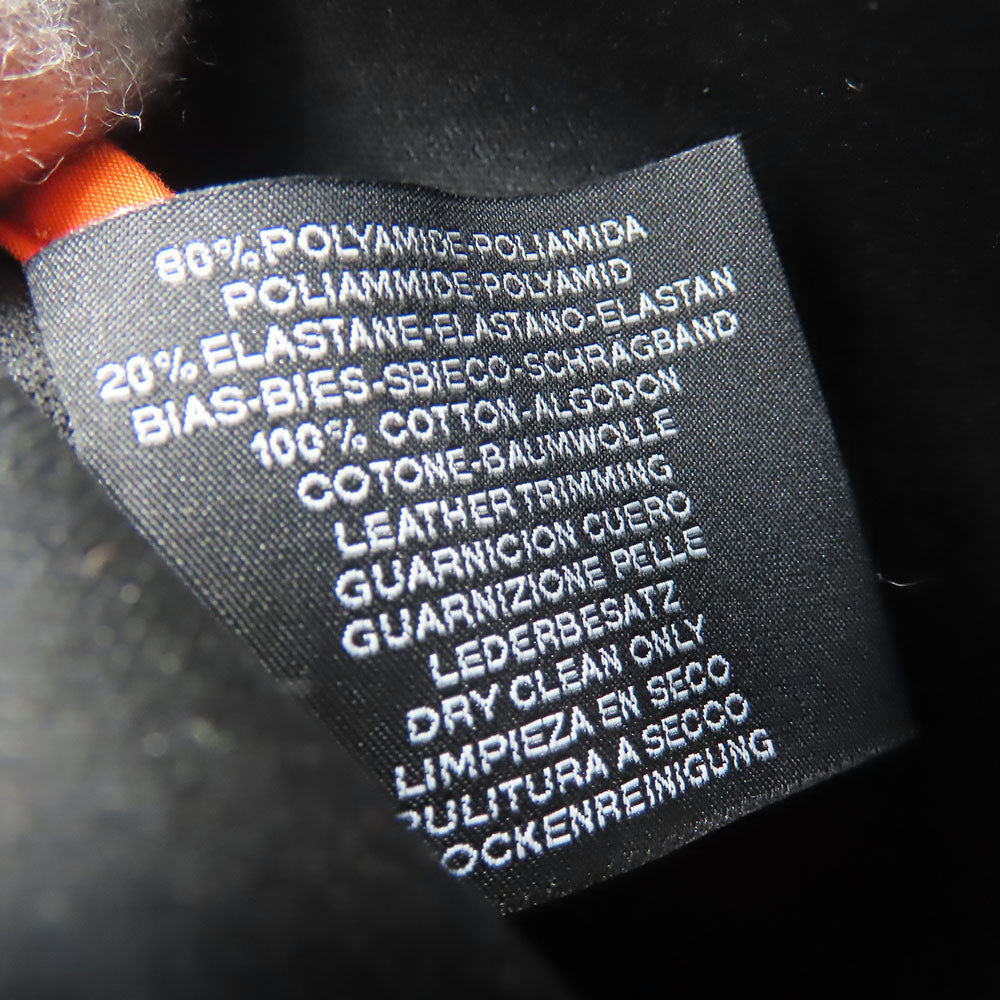 80% POLYAMIDE-POLIAMIDA
POLIAMMIDE-POLYAMID
20% ELASTANE-ELASTANO-ELASTAN
BIAS-BIES-SBIECO-SCHRAGBAND
100% COTTON-ALGODON
COTONE-BAUMWOLLE
LEATHER TRIMMING
GUARNICION CUERO
GUARNIZIONE PELLE
LEDERBESATZ
DRY CLEAN ONLY
LIMPIEZA EN SECO
PULITURA A SECCO
OCKENREINIGUNG